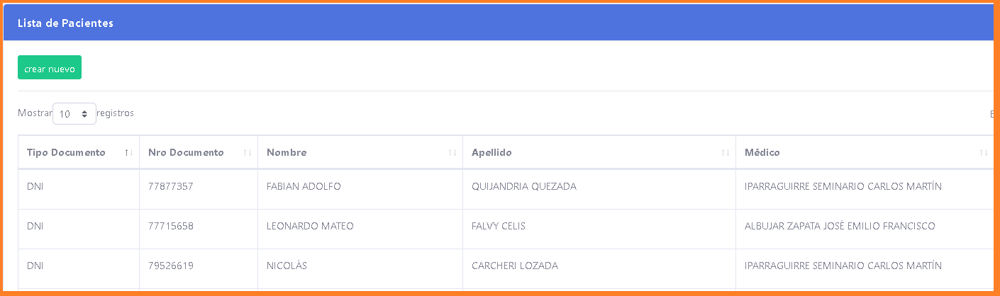 Lista de Pacientes
crear nuevo
Mostrar 10 registros
Tipo Documento Nro Documento Nombre Apellido Médico
DNI 77877357 FABIAN ADOLFO QUIJANDRIA QUEZADA IPARRAGUIRRE SEMINARIO CARLOS MARTÍN
DNI 77715658 LEONARDO MATEO FALVY CELIS ALBUJAR ZAPATA JOSÉ EMILIO FRANCISCO
DNI 79526619 NICOLÁS CARCHERI LOZADA IPARRAGUIRRE SEMINARIO CARLOS MARTÍN